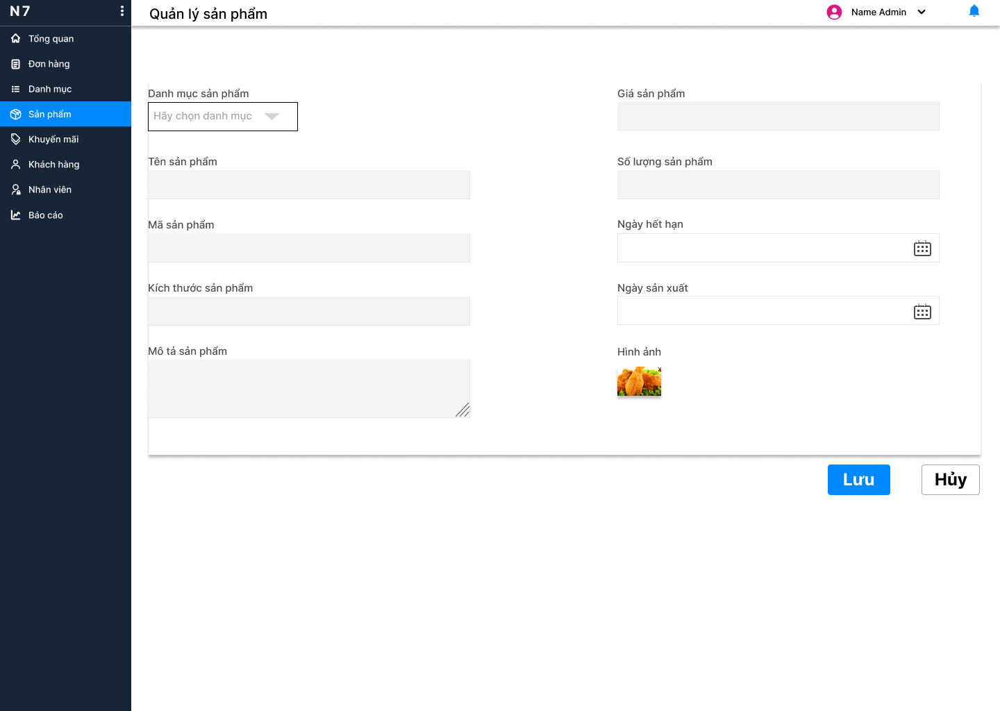 N7
Quản lý sản phẩm
Name Admin
Tổng quan
Đơn hàng
Danh mục
Sản phẩm
Khuyến mãi
Khách hàng
Nhân viên
Báo cáo
Danh mục sản phẩm
Hãy chọn danh mục
Tên sản phẩm
Mã sản phẩm
Kích thước sản phẩm
Mô tả sản phẩm
Giá sản phẩm
Số lượng sản phẩm
Ngày hết hạn
Ngày sản xuất
Hình ảnh
x
Lưu
Hủy